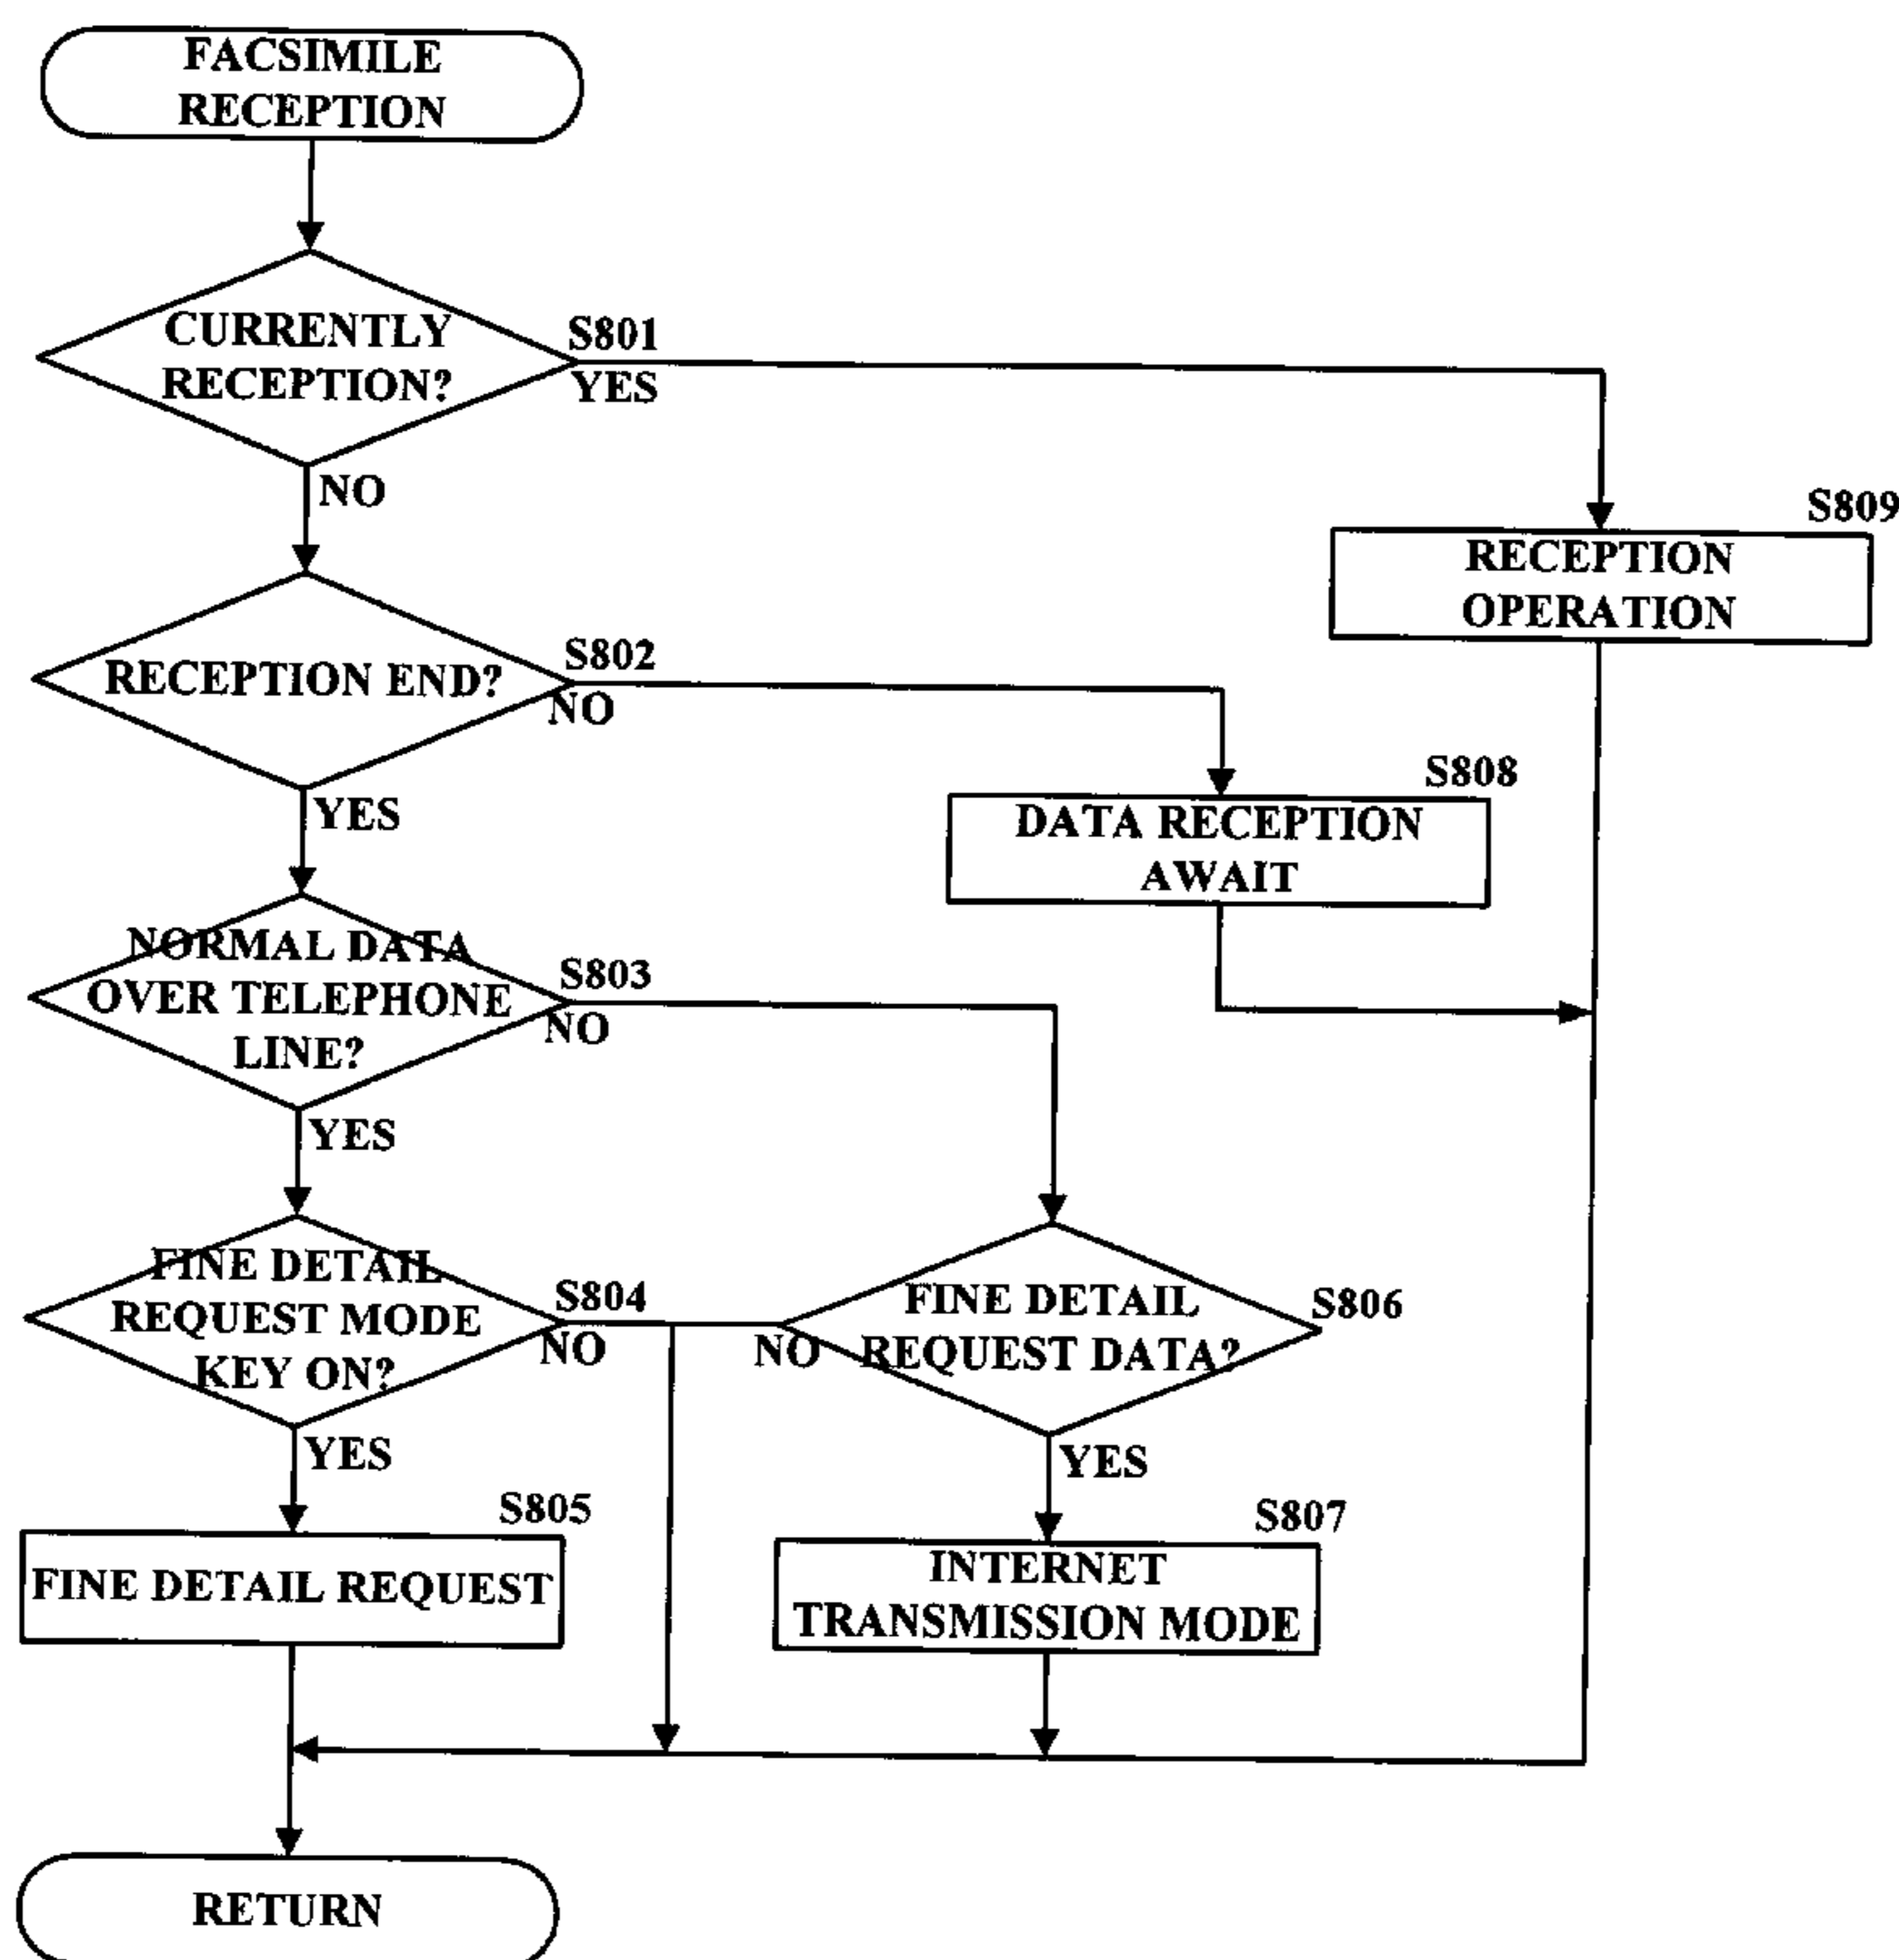 FACSIMILE
RECEPTION
CURRENTLY
RECEPTION?
S801
YES
NO
S809
RECEPTION
OPERATION
RECEPTION END?
S802
NO
YES
S808
DATA RECEPTION
AWAIT
NORMAL DATA
OVER TELEPHONE
LINE?
S803
NO
YES
FINE DETAIL
REQUEST MODE
KEY ON?
S804
NO
YES
FINE DETAIL
REQUEST DATA?
S806
NO
YES
S805
FINE DETAIL REQUEST
S807
INTERNET
TRANSMISSION MODE
RETURN